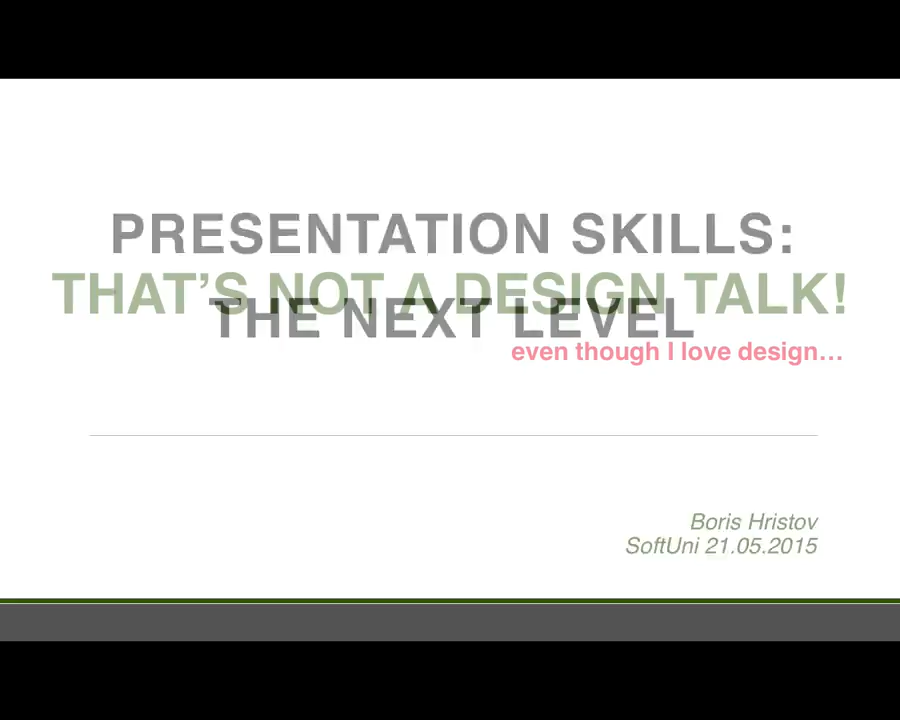 PRESENTATION SKILLS:
THAT’S NOT A DESIGN TALK!
THE NEXT LEVEL
even though I love design…
Boris Hristov
SoftUni 21.05.2015